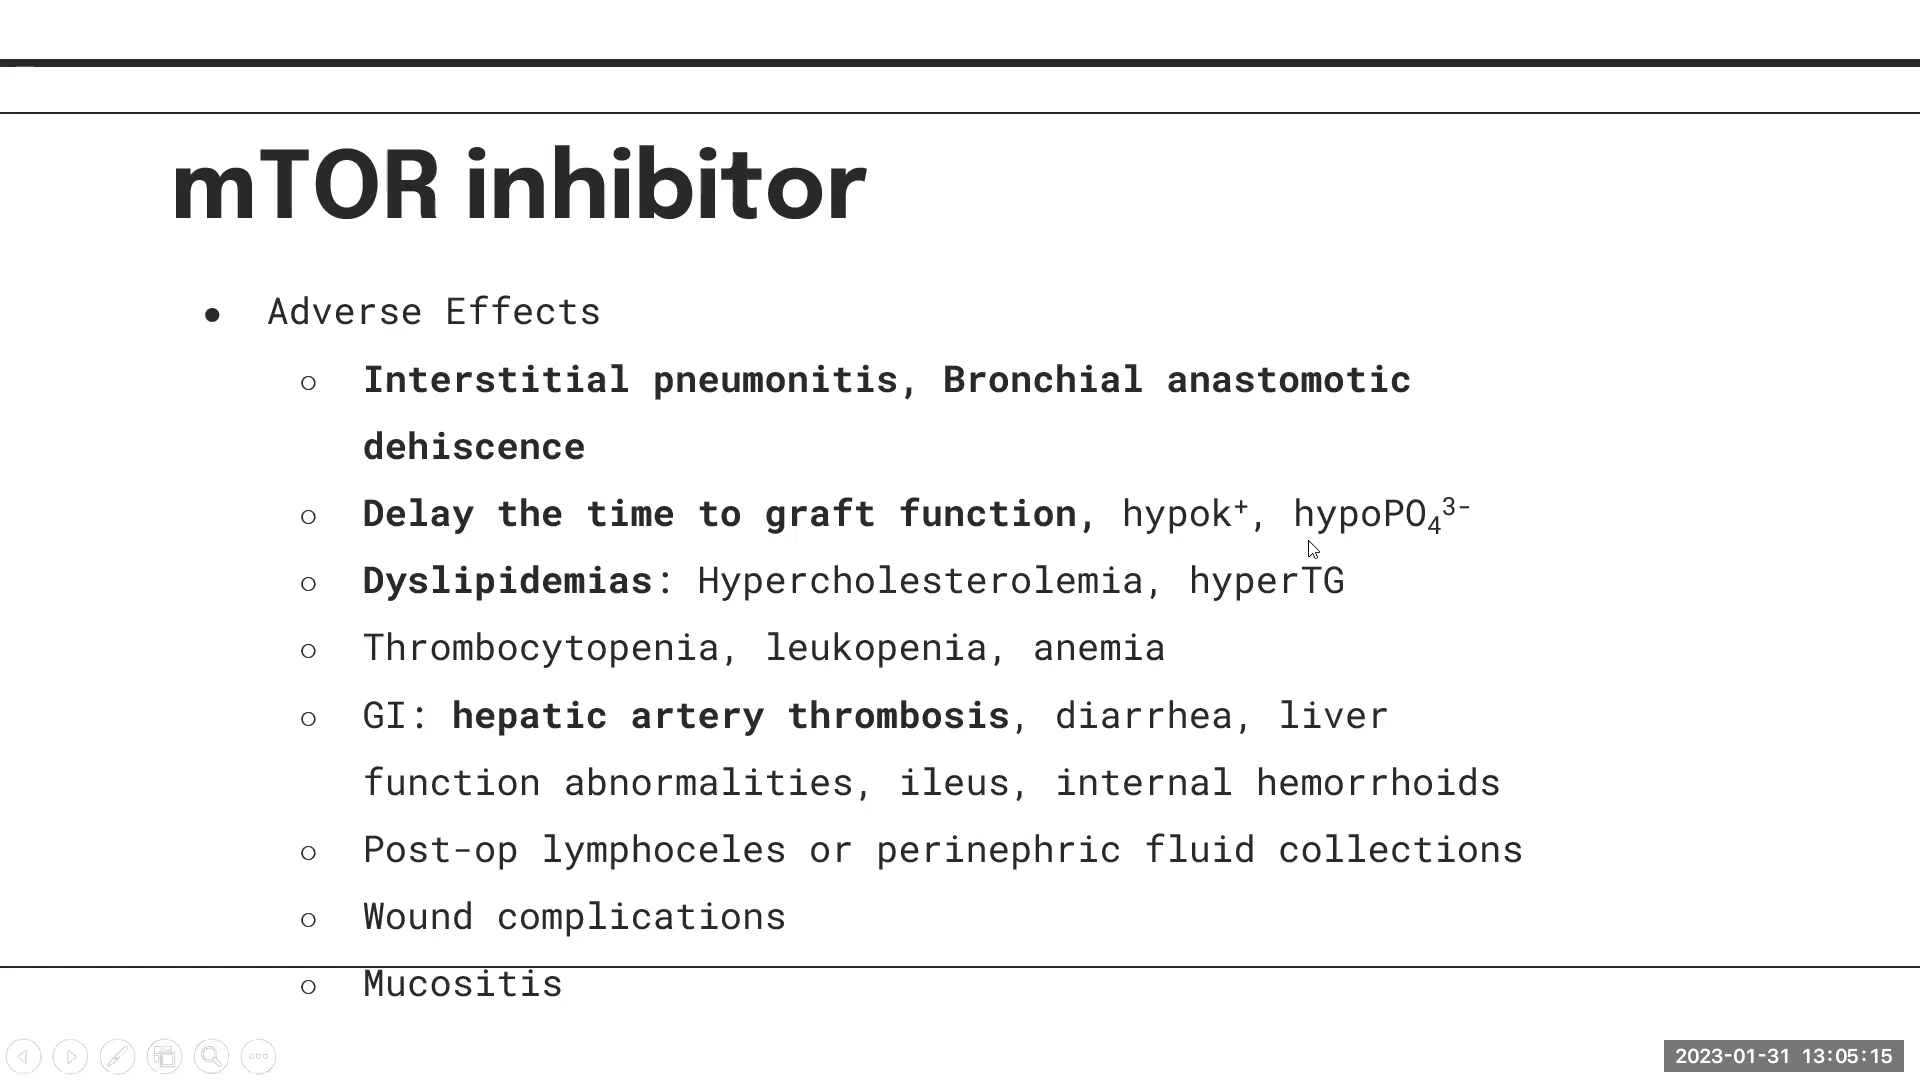 mTOR inhibitor
● Adverse Effects
○ Interstitial pneumonitis, Bronchial anastomotic
dehiscence
○ Delay the time to graft function, hypok⁺, hypoPO₄³⁻
○ Dyslipidemias: Hypercholesterolemia, hyperTG
○ Thrombocytopenia, leukopenia, anemia
○ GI: hepatic artery thrombosis, diarrhea, liver
function abnormalities, ileus, internal hemorrhoids
○ Post-op lymphoceles or perinephric fluid collections
○ Wound complications
○ Mucositis
2023-01-31 13:05:15